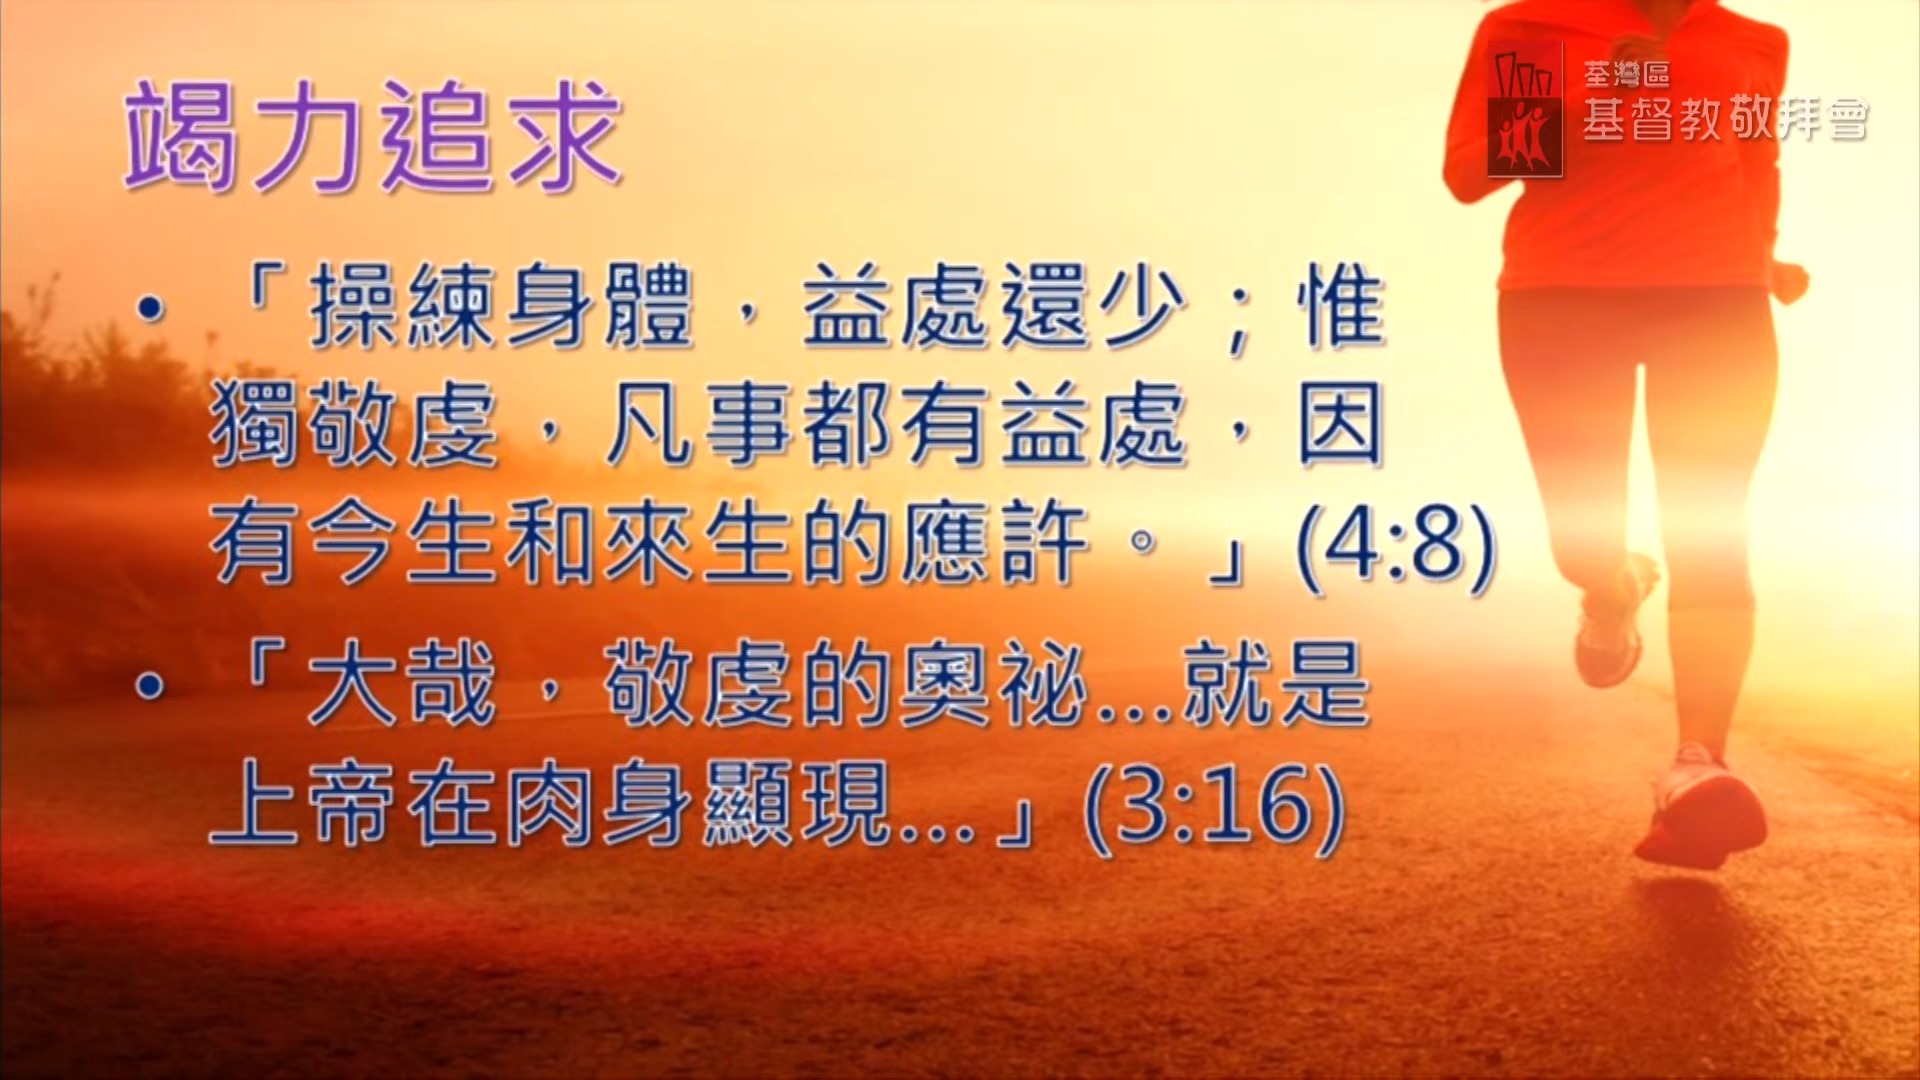 荃灣區
基督教敬拜會
竭力追求
•「操練身體，益處還少；惟
獨敬虔，凡事都有益處，因
有今生和來生的應許。」(4:8)
•「大哉，敬虔的奧祕...就是
上帝在肉身顯現...」(3:16)